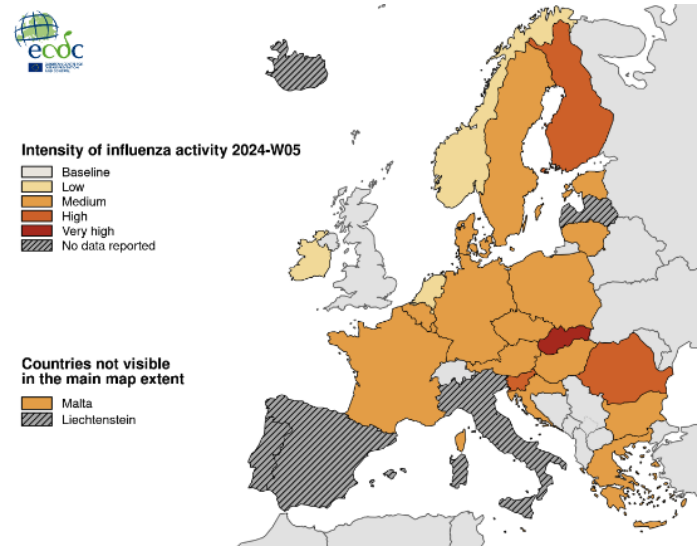 ecdc
Intensity of influenza activity 2024-W05
Baseline
Low
Medium
High
Very high
No data reported
Countries not visible
in the main map extent
Malta
Liechtenstein